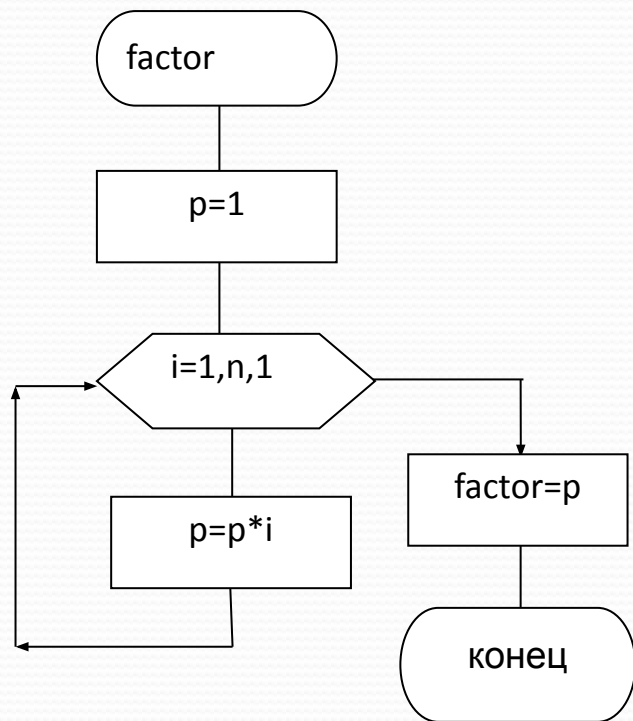 factor
p=1
i=1,n,1
p=p*i
factor=p
конец